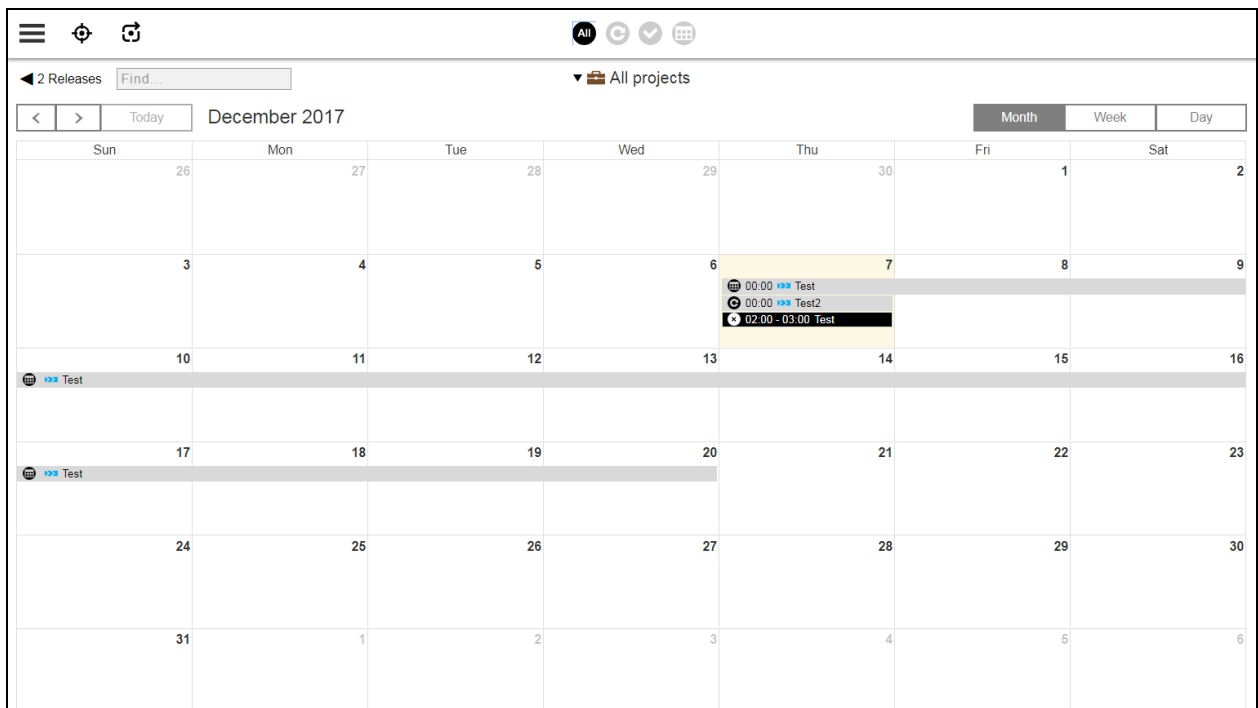 All
2 Releases Find...
All projects
Today December 2017 Month Week Day
Sun Mon Tue Wed Thu Fri Sat
26 27 28 29 30 1 2
3 4 5 6 7 8 9
00:00 Test
00:00 Test2
02:00 - 03:00 Test
10 11 12 13 14 15 16
Test
17 18 19 20 21 22 23
Test
24 25 26 27 28 29 30
31 1 2 3 4 5 6